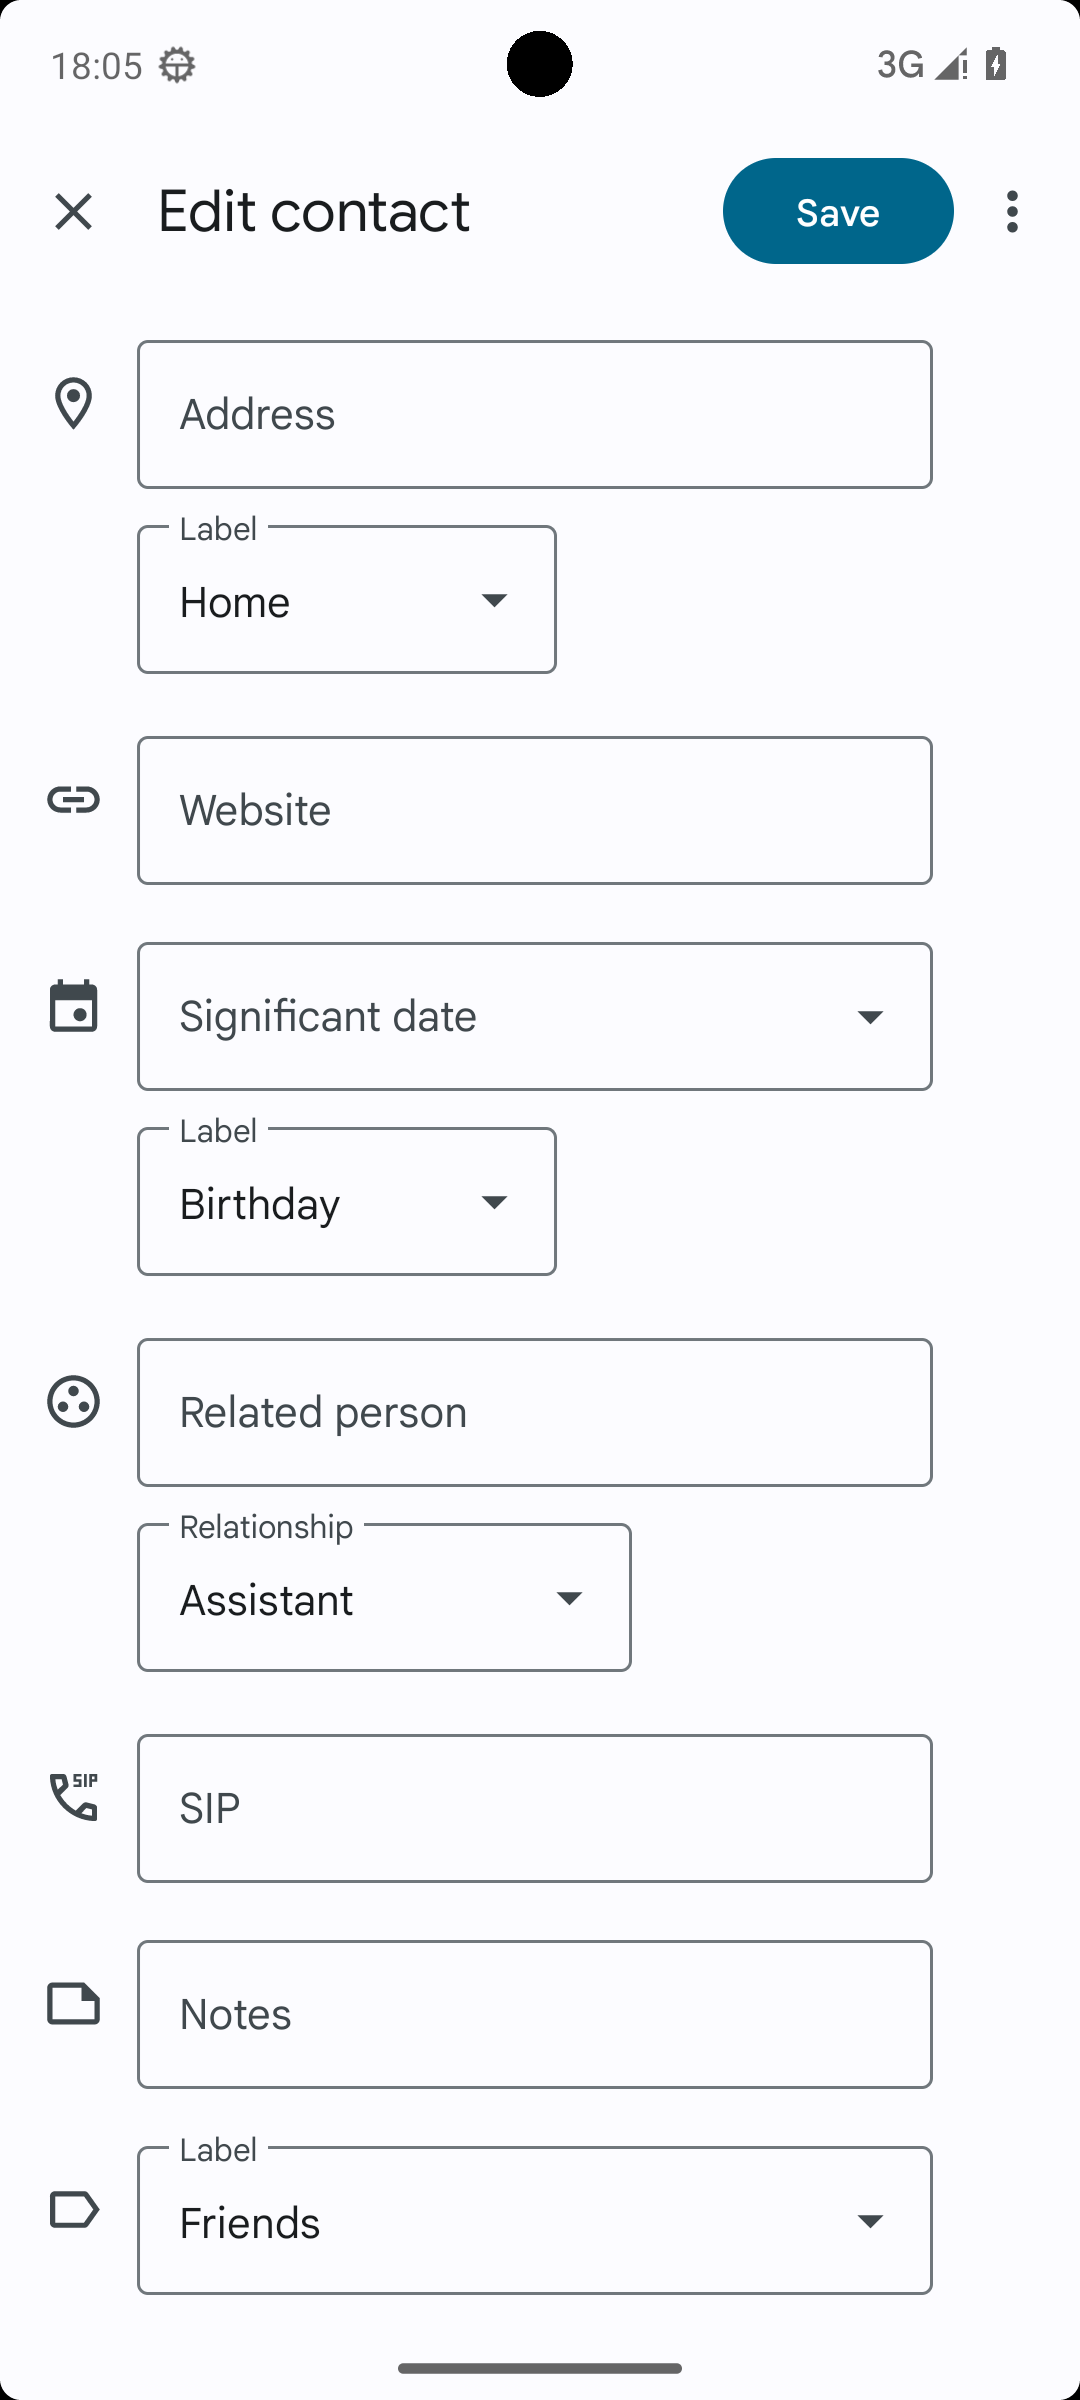 18:05
3G
Edit contact
Save
Address
Label
Home
Website
Significant date
Label
Birthday
Related person
Relationship
Assistant
SIP
SIP
Notes
Label
Friends